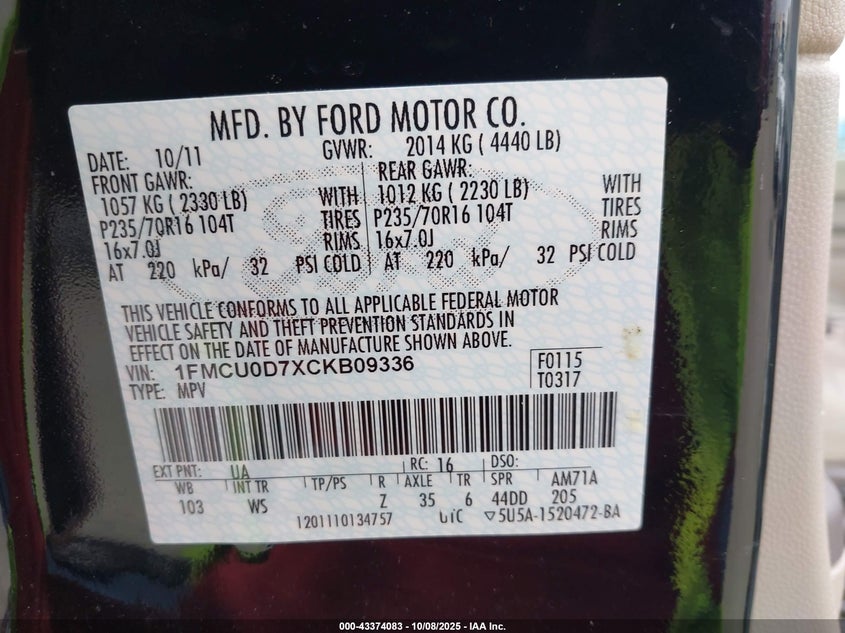 MFD. BY FORD MOTOR CO.
DATE: 10/11 GVWR: 2014 KG ( 4440 LB)
FRONT GAWR: REAR GAWR:
1057 KG ( 2330 LB) WITH 1012 KG ( 2230 LB) WITH
P235/70R16 104T TIRES P235/70R16 104T TIRES
16x7.0J RIMS 16x7.0J RIMS
AT 220 kPa/ 32 PSI COLD AT 220 kPa/ 32 PSI COLD
THIS VEHICLE CONFORMS TO ALL APPLICABLE FEDERAL MOTOR
VEHICLE SAFETY AND THEFT PREVENTION STANDARDS IN
EFFECT ON THE DATE OF MANUFACTURE SHOWN ABOVE.
VIN: 1FMCU0D7XCKB09336 F0115
TYPE: MPV T0317
EXT PNT: UA RC: 16 DSO:
WB INT TR TP/PS R AXLE TR SPR AM71A
103 WS Z 35 6 44DD 205
1201110134757 UIC ▽5U5A-1520472-BA
000-43374083 - 10/08/2025 - IAA Inc.